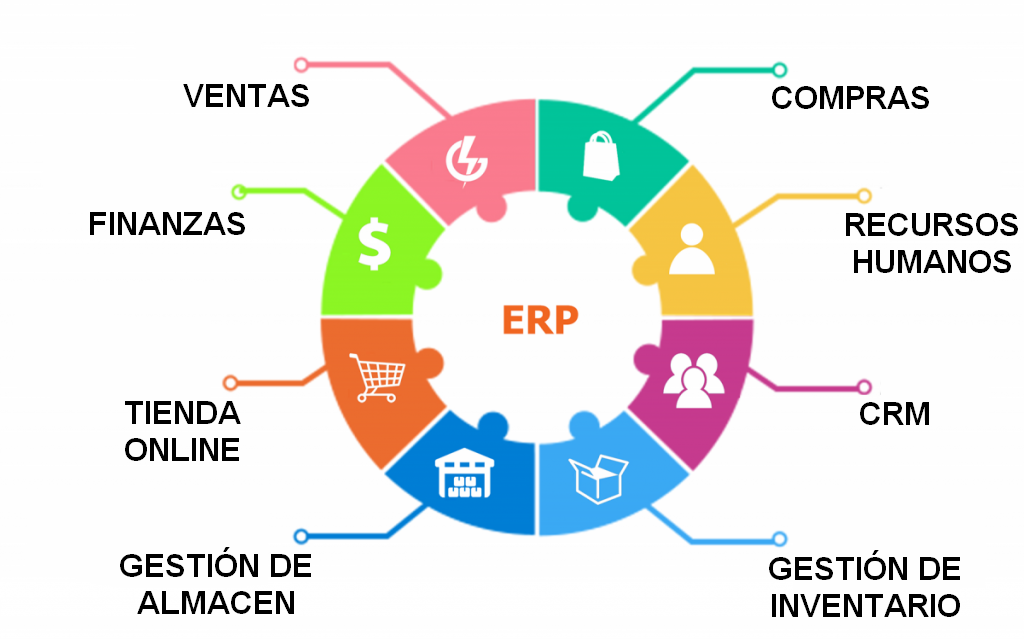 VENTAS
COMPRAS
FINANZAS
RECURSOS
HUMANOS
ERP
TIENDA
ONLINE
CRM
GESTIÓN DE
ALMACEN
GESTIÓN DE
INVENTARIO